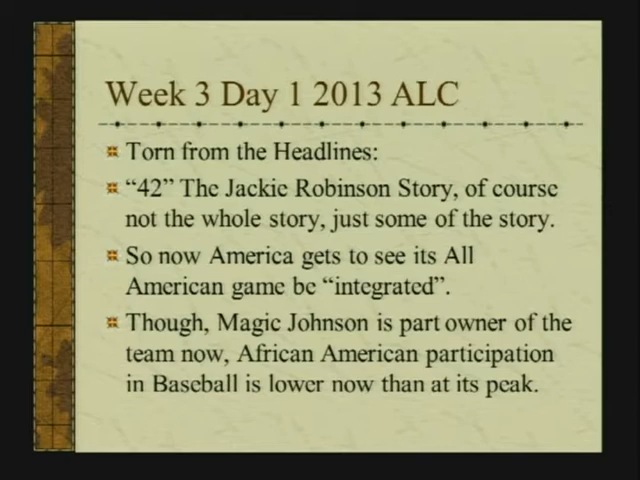 Week 3 Day 1 2013 ALC
Torn from the Headlines:
“42” The Jackie Robinson Story, of course
not the whole story, just some of the story.
So now America gets to see its All
American game be “integrated”.
Though, Magic Johnson is part owner of the
team now, African American participation
in Baseball is lower now than at its peak.